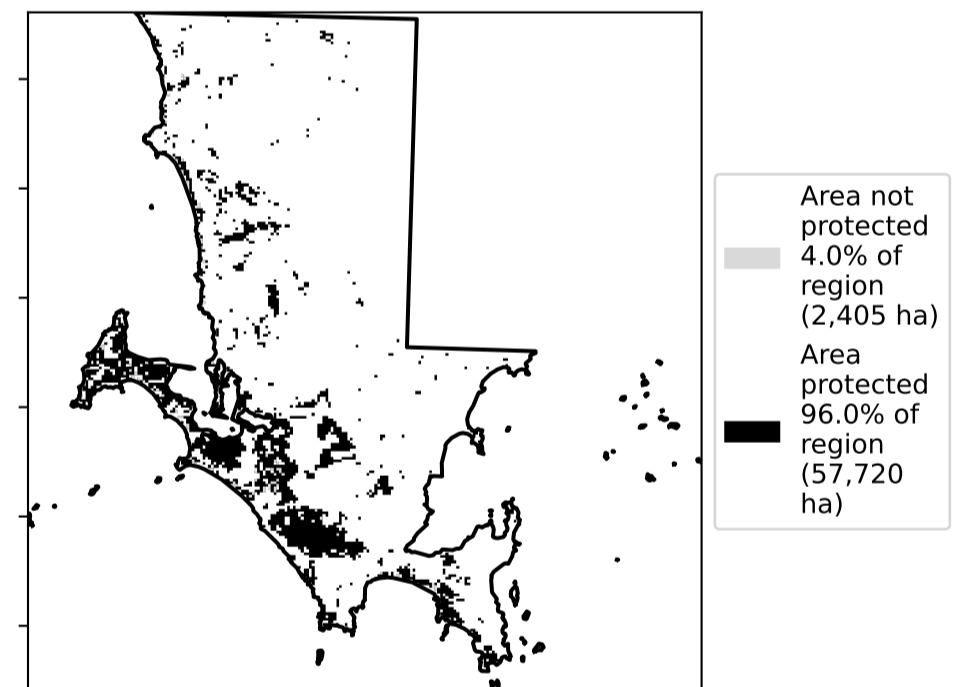 Area not
protected
4.0% of
region
(2,405 ha)
Area
protected
96.0% of
region
(57,720
ha)